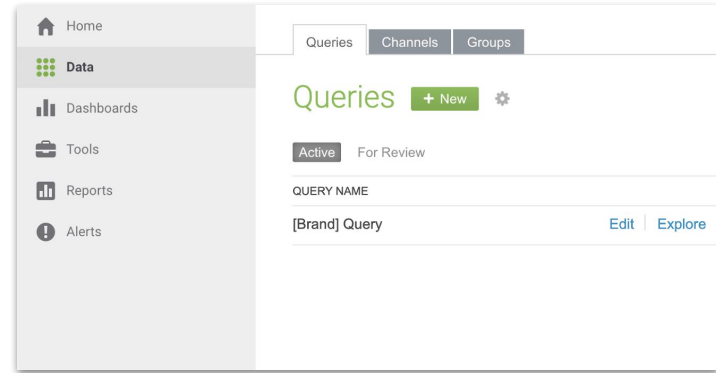 Home
Data
Dashboards
Tools
Reports
Alerts
Queries Channels Groups
Queries + New
Active For Review
QUERY NAME
[Brand] Query Edit Explore